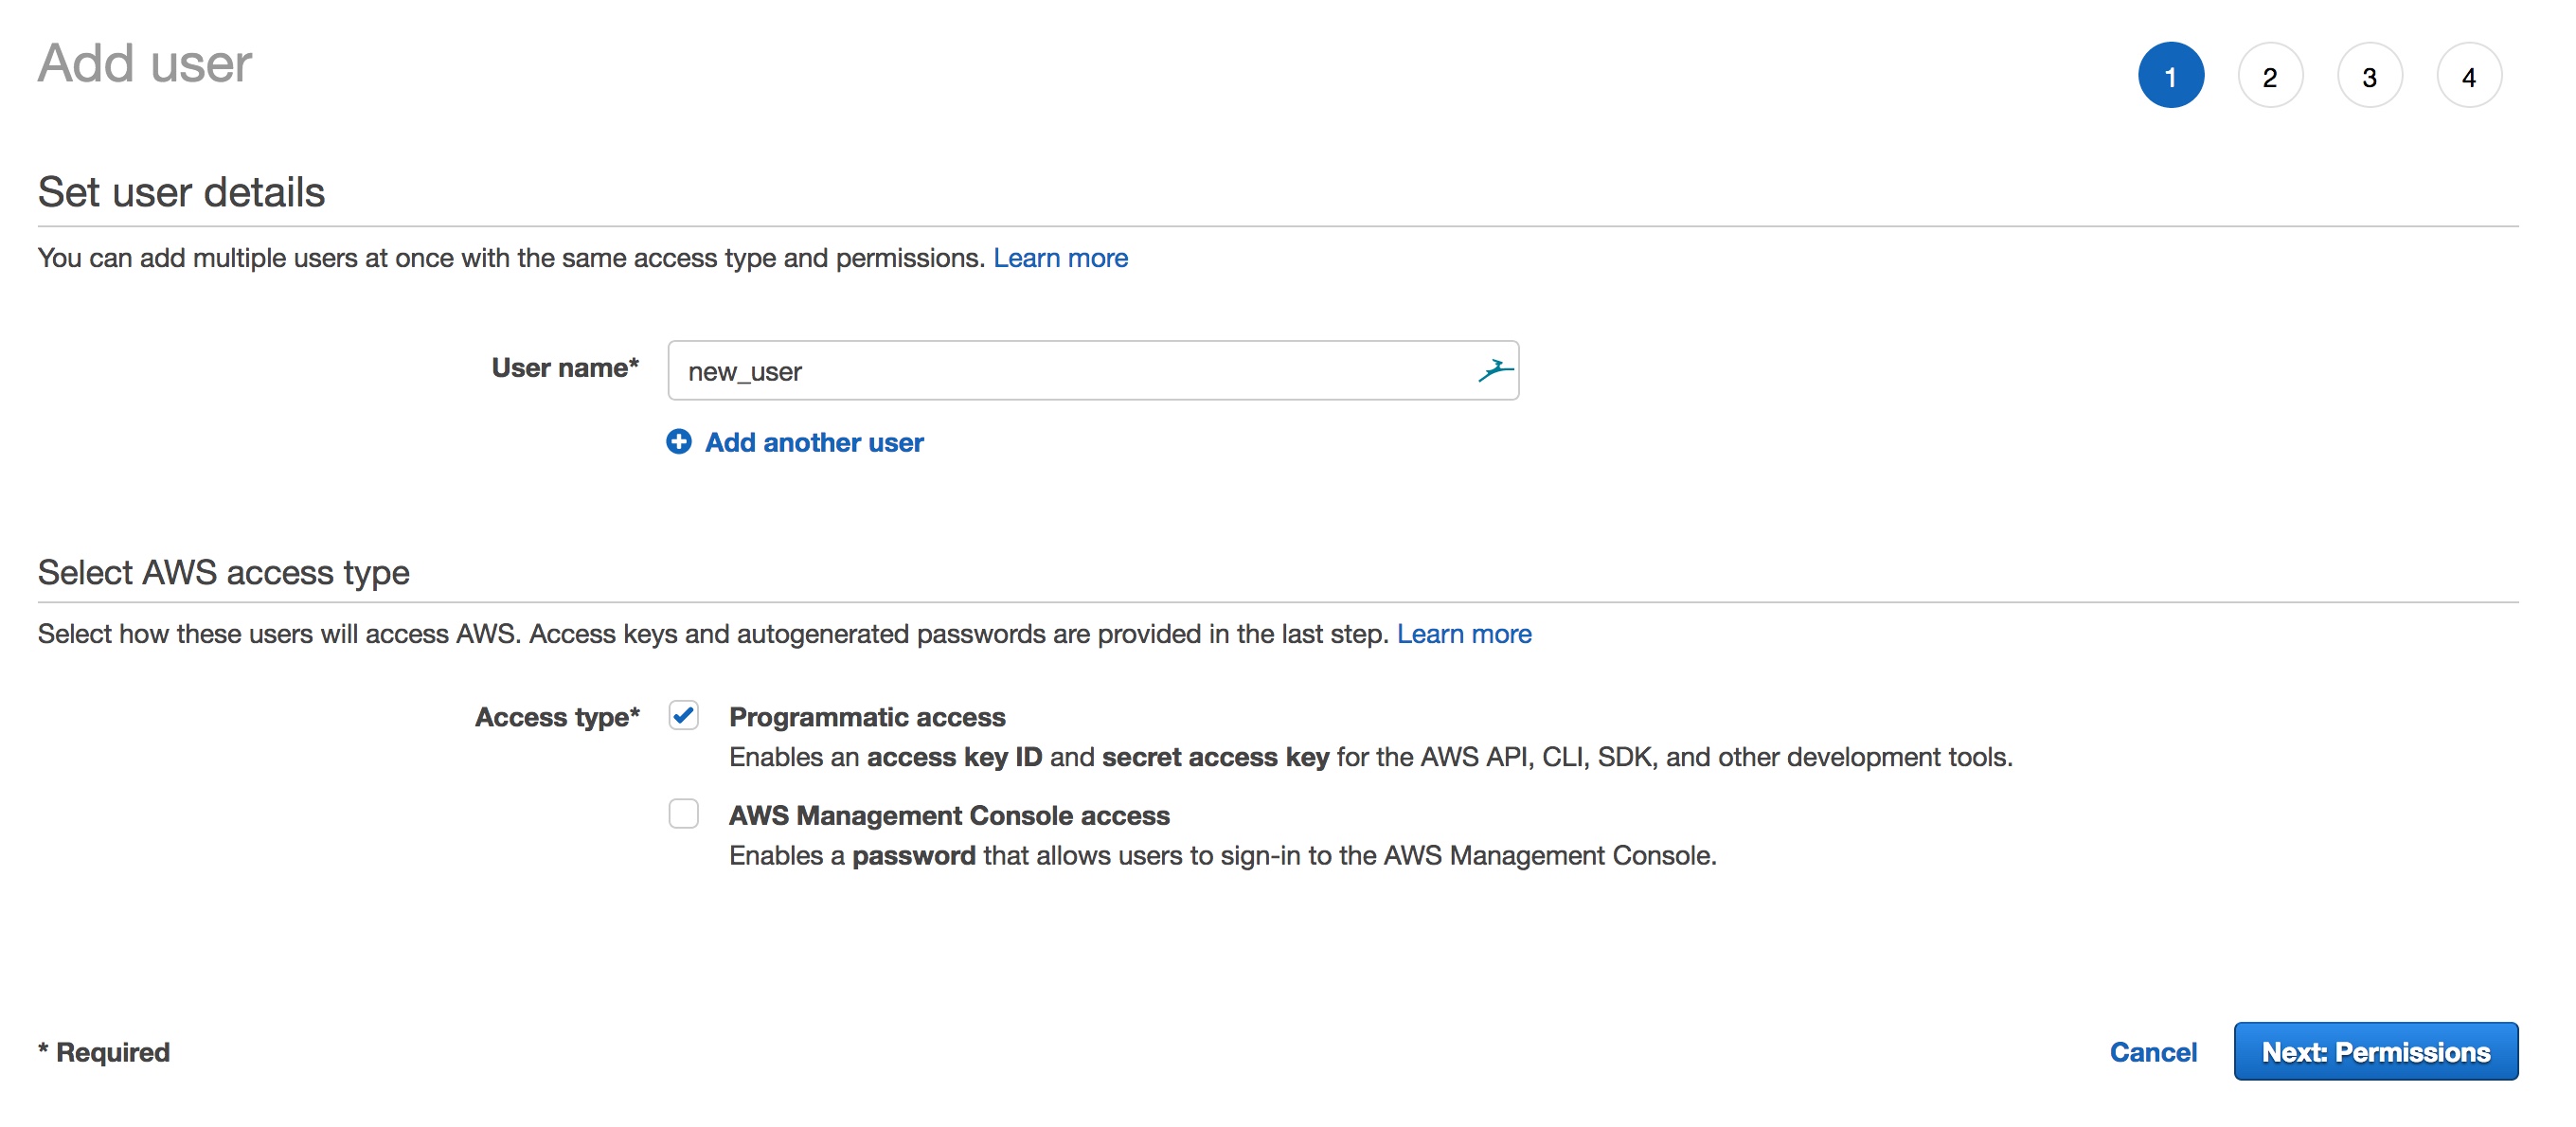 Add user
1 2 3 4
Set user details
You can add multiple users at once with the same access type and permissions. Learn more
User name* new_user
Add another user
Select AWS access type
Select how these users will access AWS. Access keys and autogenerated passwords are provided in the last step. Learn more
Access type* Programmatic access
Enables an access key ID and secret access key for the AWS API, CLI, SDK, and other development tools.
AWS Management Console access
Enables a password that allows users to sign-in to the AWS Management Console.
* Required Cancel Next: Permissions